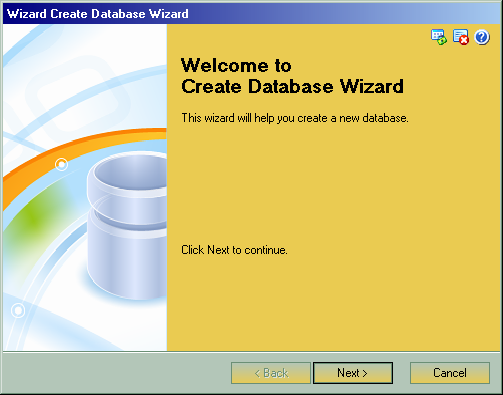 Wizard Create Database Wizard
Welcome to
Create Database Wizard
This wizard will help you create a new database.
Click Next to continue.
< Back
Next >
Cancel